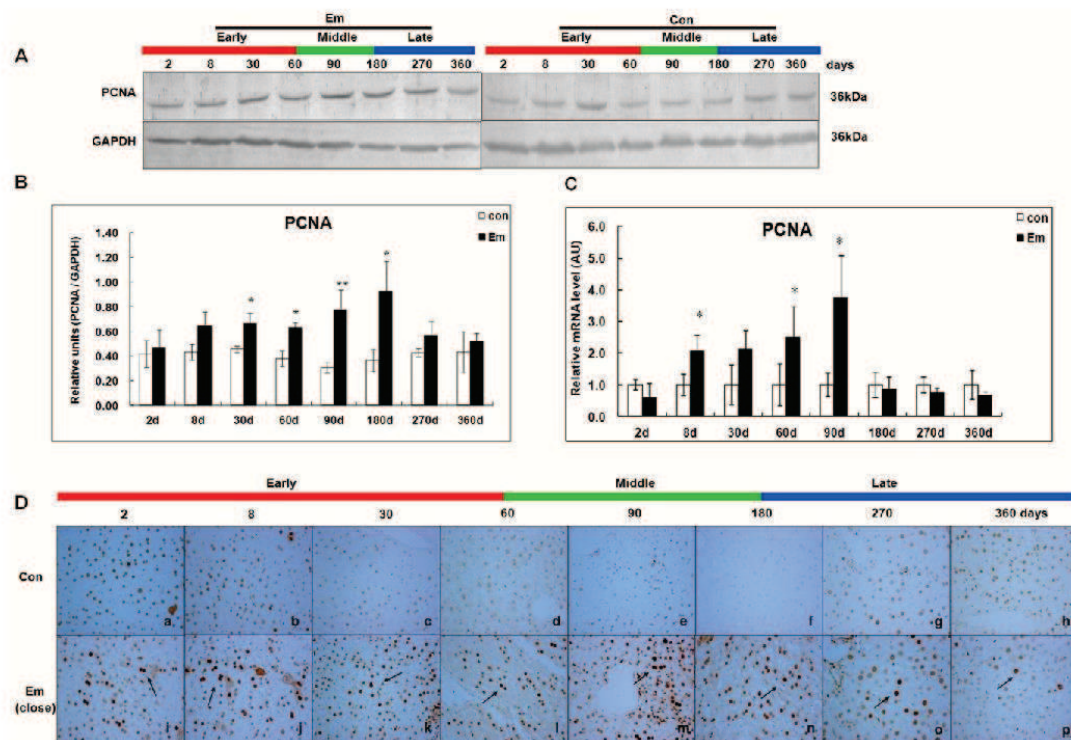 Em Con
Early Middle Late Early Middle Late
A
2 8 30 60 90 180 270 360 2 8 30 60 90 180 270 360 days
PCNA 36kDa
GAPDH 36kDa
B C
PCNA
con
Em
Relative units (PCNA / GAPDH)
1.40
1.20
1.00
0.80
0.60
0.40
0.20
0.00
* * ** *
2d 8d 30d 60d 90d 180d 270d 360d
PCNA
con
Em
Relative mRNA level (AU)
6.0
5.0
4.0
3.0
2.0
1.0
0.0
* * *
2d 8d 30d 60d 90d 180d 270d 360d
D
Early Middle Late
2 8 30 60 90 180 270 360 days
Con
a b c d e f g h
Em
(close)
i j k l m n o p